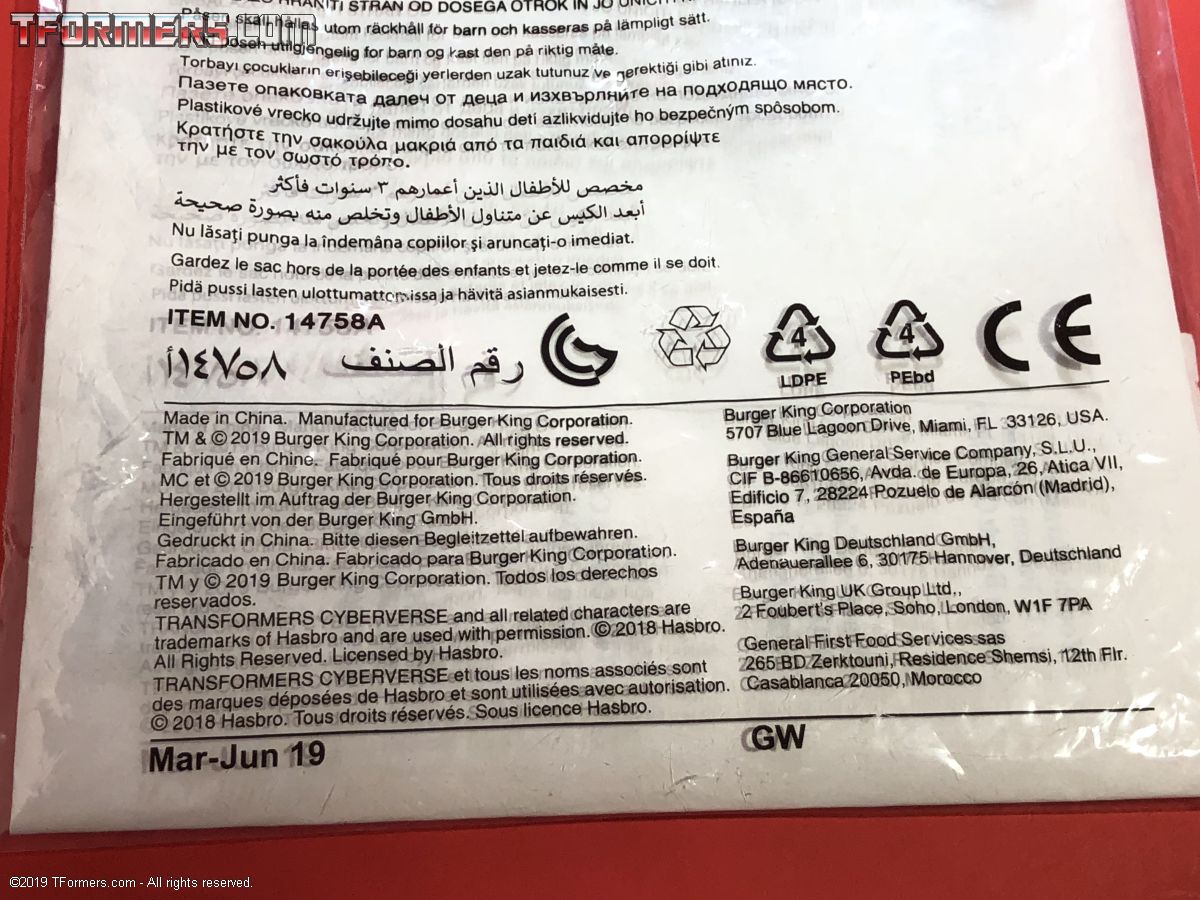 HRANITI STRAN OD DOSEGA OTROK IN JO
TFORMERS.COM
Påsen skall hållas utom räckhåll för barn och kasseras på lämpligt sätt.
utilgjengelig for barn og kast den på riktig måte.
Torbayı çocukların erişebileceği yerlerden uzak tutunuz ve gerektiği gibi atınız.
Пазете опаковката далеч от деца и изхвърляйте на подходящо място.
Plastikové vrecko udržujte mimo dosahu detí azlikvidujte ho bezpečným spôsobom.
Κρατήστε την σακούλα μακριά από τα παιδιά και απορρίψτε
την με τον σωστό τρόπο.
مخصص للأطفال الذين أعمارهم ٣ سنوات فأكثر
أبعد الكيس عن متناول الأطفال وتخلص منه بصورة صحيحة
Nu lăsaţi punga la îndemâna copiilor şi aruncaţi-o imediat.
Gardez le sac hors de la portée des enfants et jetez-le comme il se doit.
Pidä pussi lasten ulottumattomissa ja hävitä asianmukaisesti.
ITEM NO. 14758A
رقم الصنف ١٤٧٥٨أ
4
LDPE
4
PEbd
CE
Made in China. Manufactured for Burger King Corporation.
TM & © 2019 Burger King Corporation. All rights reserved.
Fabriqué en Chine. Fabriqué pour Burger King Corporation.
MC et © 2019 Burger King Corporation. Tous droits réservés.
Hergestellt im Auftrag der Burger King Corporation.
Eingeführt von der Burger King GmbH.
Gedruckt in China. Bitte diesen Begleitzettel aufbewahren.
Fabricado en China. Fabricado para Burger King Corporation.
TM y © 2019 Burger King Corporation. Todos los derechos
reservados.
TRANSFORMERS CYBERVERSE and all related characters are
trademarks of Hasbro and are used with permission. © 2018 Hasbro.
All Rights Reserved. Licensed by Hasbro.
TRANSFORMERS CYBERVERSE et tous les noms associés sont
des marques déposées de Hasbro et sont utilisées avec autorisation.
© 2018 Hasbro. Tous droits réservés. Sous licence Hasbro.
Burger King Corporation
5707 Blue Lagoon Drive, Miami, FL 33126, USA.
Burger King General Service Company, S.L.U.,
CIF B-86610656, Avda. de Europa, 26, Atica VII,
Edificio 7, 28224 Pozuelo de Alarcón (Madrid),
España
Burger King Deutschland GmbH,
Adenauerallee 6, 30175 Hannover, Deutschland
Burger King UK Group Ltd.,
2 Foubert's Place, Soho, London, W1F 7PA
General First Food Services sas
265 BD Zerktouni, Residence Shemsi, 12th Flr.
Casablanca 20050, Morocco
Mar-Jun 19
GW
©2019 TFormers.com - All rights reserved.